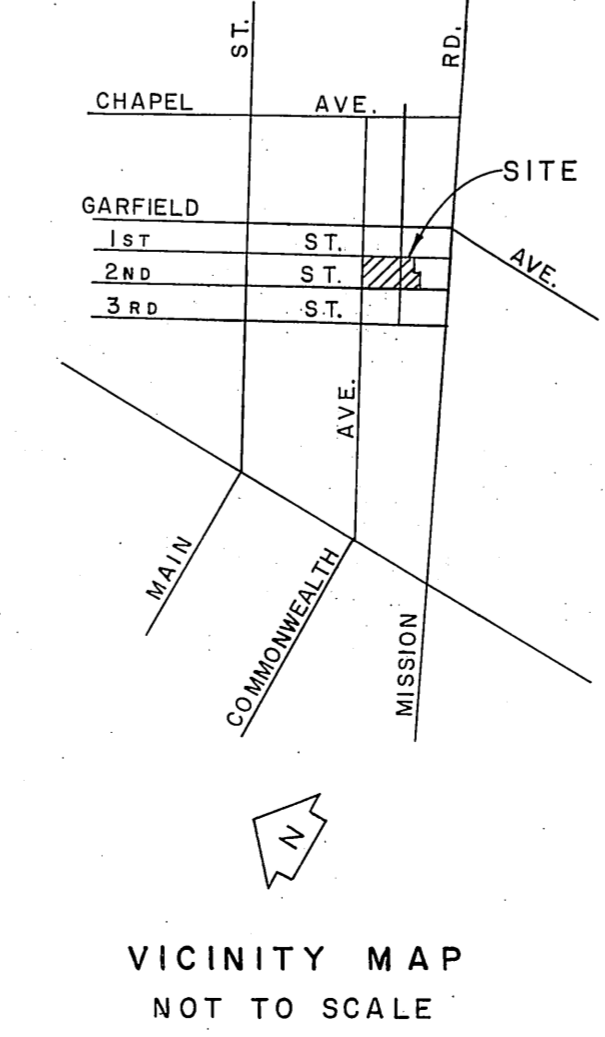 ST.
RD.
CHAPEL AVE.
SITE
GARFIELD
1ST ST.
AVE.
2ND ST.
3RD ST.
AVE.
MAIN
COMMONWEALTH
MISSION
N
VICINITY MAP
NOT TO SCALE